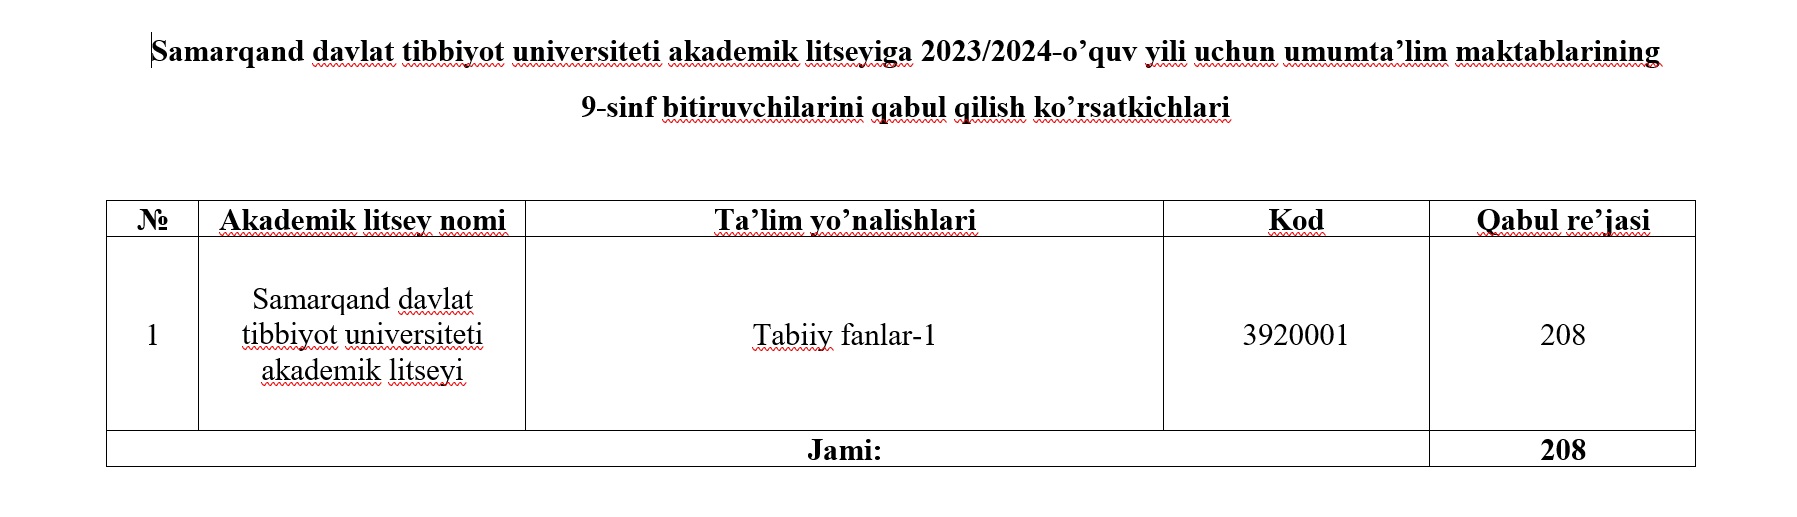 Samarqand davlat tibbiyot universiteti akademik litseyiga 2023/2024-o’quv yili uchun umumta’lim maktablarining
9-sinf bitiruvchilarini qabul qilish ko’rsatkichlari
№ Akademik litsey nomi Ta’lim yo’nalishlari Kod Qabul re’jasi
Samarqand davlat
1 tibbiyot universiteti Tabiiy fanlar-1 3920001 208
akademik litseyi
Jami: 208